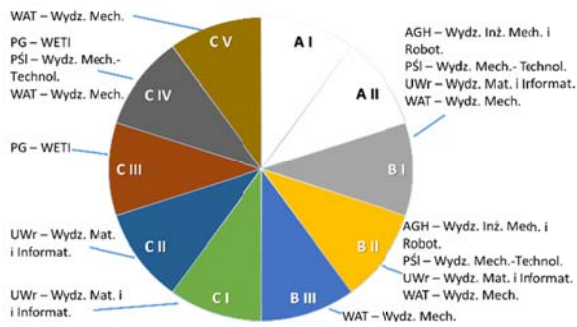 WAT – Wydz. Mech.
PG – WETI
PŚl – Wydz. Mech.-
Technol.
WAT – Wydz. Mech.
PG – WETI
UWr – Wydz. Mat.
i Informat.
UWr – Wydz. Mat. i
i Informat.
C V
A I
A II
B I
B II
B III
C I
C II
C III
C IV
AGH – Wydz. Inż. Mech. i
Robot.
PŚl – Wydz. Mech.- Technol.
UWr – Wydz. Mat. i Informat.
WAT – Wydz. Mech.
AGH – Wydz. Inż. Mech. i
Robot.
PŚl – Wydz. Mech.-Technol.
UWr – Wydz. Mat. i Informat.
WAT – Wydz. Mech.
WAT – Wydz. Mech.